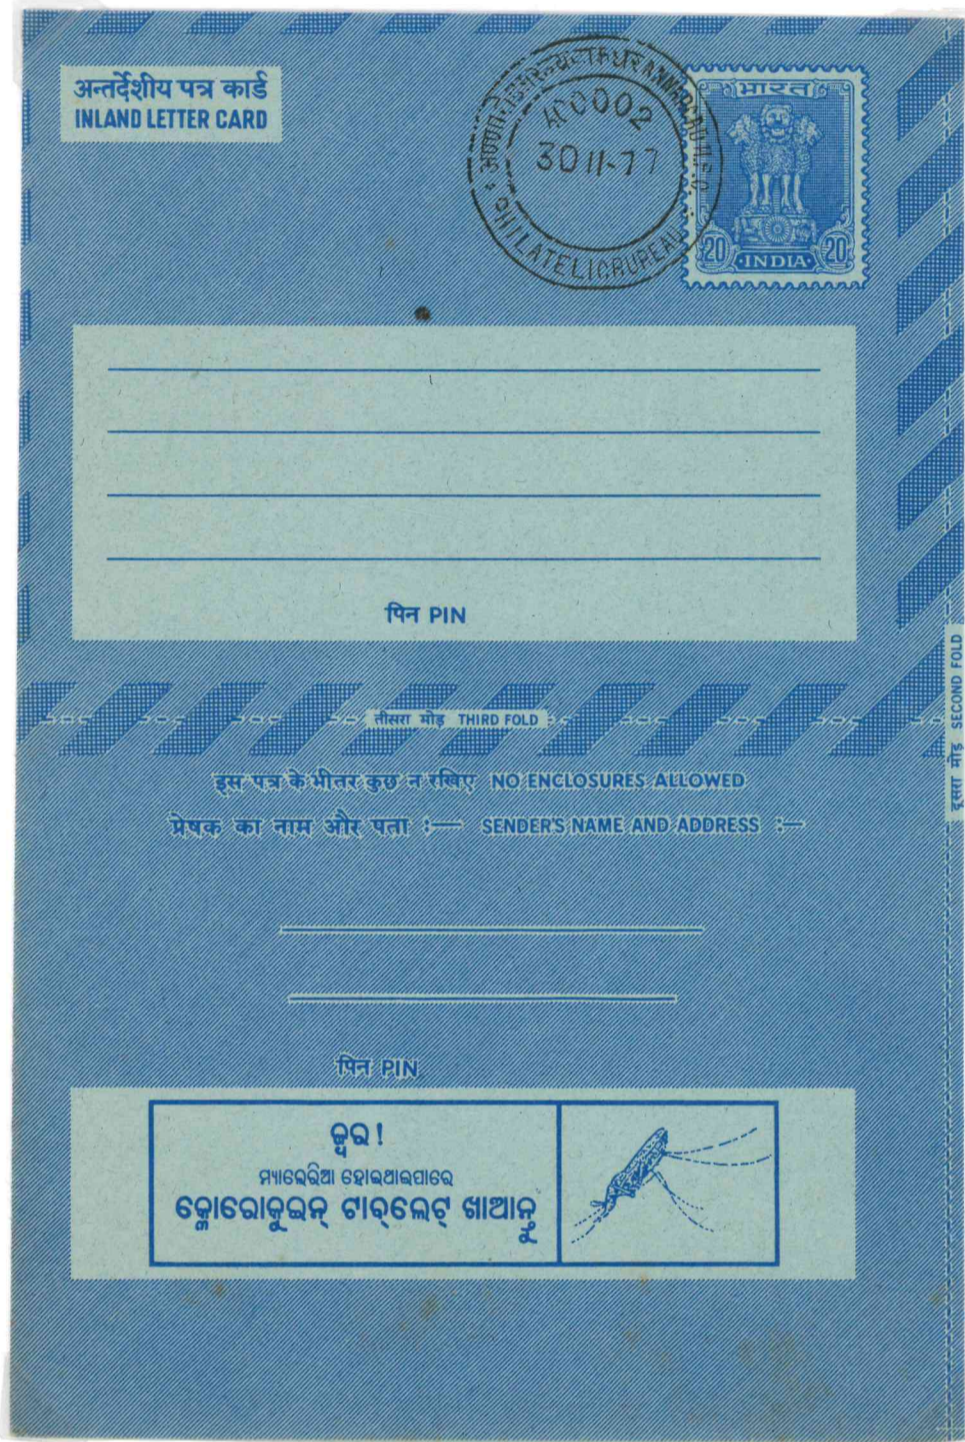 अन्तर्देशीय पत्र कार्ड
INLAND LETTER CARD
400002
30 11-77
PHILATELIC BUREAU
भारत
20 20
INDIA
पिन PIN
तीसरा मोड़ THIRD FOLD
दूसरा मोड़ SECOND FOLD
इस पत्र के भीतर कुछ न रखिए NO ENCLOSURES ALLOWED
प्रेषक का नाम और पता :— SENDER'S NAME AND ADDRESS :—
पिन PIN
ଜ୍ୱର!
ମ୍ୟାଲେରିଆ ହୋଇଥାଇପାରେ
କ୍ଲୋରୋକୁଇନ୍ ଟାବ୍‌ଲେଟ୍ ଖାଆନ୍ତୁ